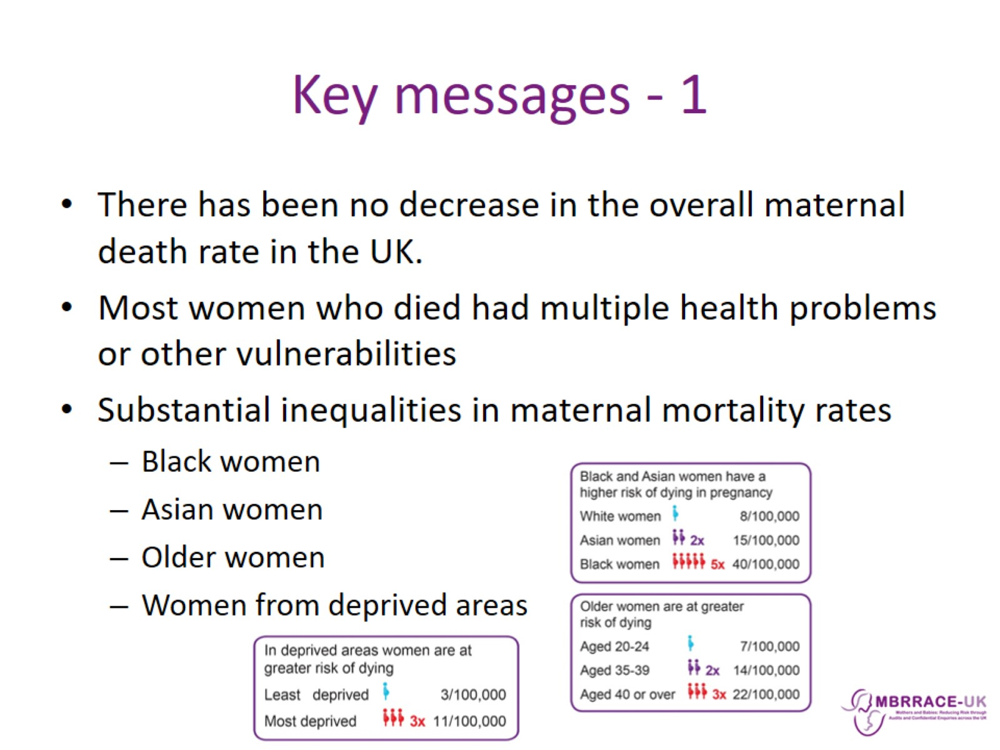 Key messages - 1
• There has been no decrease in the overall maternal
death rate in the UK.
• Most women who died had multiple health problems
or other vulnerabilities
• Substantial inequalities in maternal mortality rates
– Black women
– Asian women
– Older women
– Women from deprived areas
Black and Asian women have a
higher risk of dying in pregnancy
White women 8/100,000
Asian women 2x 15/100,000
Black women 5x 40/100,000
Older women are at greater
risk of dying
Aged 20-24 7/100,000
Aged 35-39 2x 14/100,000
Aged 40 or over 3x 22/100,000
In deprived areas women are at
greater risk of dying
Least deprived 3/100,000
Most deprived 3x 11/100,000
MBRRACE-UK
Mothers and Babies: Reducing Risk through
Audits and Confidential Enquiries across the UK